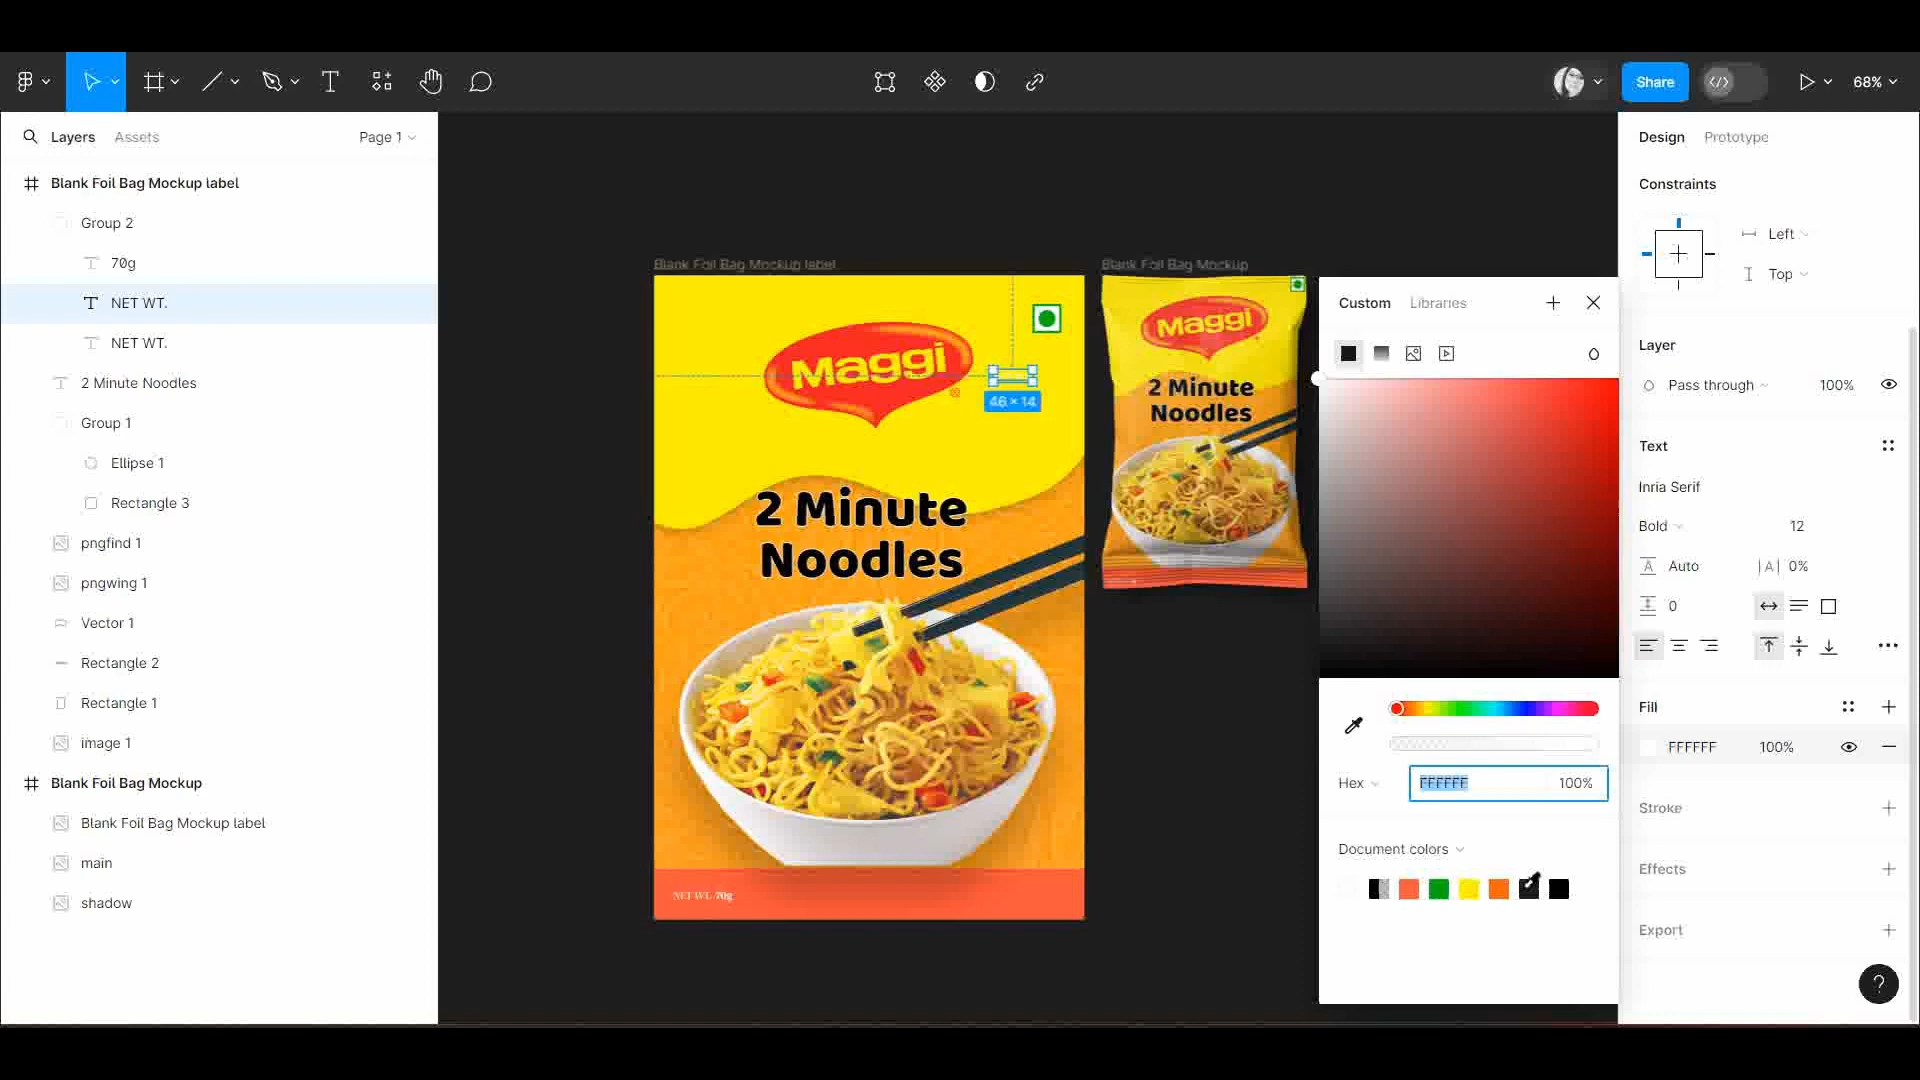 Share
68%
Layers
Assets
Page 1
Blank Foil Bag Mockup label
Group 2
70g
NET WT.
NET WT.
2 Minute Noodles
Group 1
Ellipse 1
Rectangle 3
pngfind 1
pngwing 1
Vector 1
Rectangle 2
Rectangle 1
image 1
Blank Foil Bag Mockup
Blank Foil Bag Mockup label
main
shadow
Blank Foil Bag Mockup label
Maggi
46 × 14
2 Minute
Noodles
NET WT. 70g
Blank Foil Bag Mockup
Maggi
2 Minute
Noodles
Custom
Libraries
Hex
FFFFFF
100%
Document colors
Design
Prototype
Constraints
Left
Top
Layer
Pass through
100%
Text
Inria Serif
Bold
12
Auto
|A| 0%
0
Fill
FFFFFF
100%
Stroke
Effects
Export
?